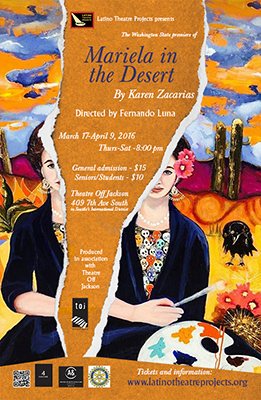 Latino Theatre Projects presents
The Washington State premiere of
Mariela in
the Desert
By Karen Zacarias
Directed by Fernando Luna
March 17-April 9, 2016
Thurs-Sat -8:00 pm
General admission - $15
Seniors/Students - $10
Theatre Off Jackson
409 7th Ave South
in Seattle's International District
Produced
in association
with
Theatre
Off
Jackson
toj
4
Tickets and information:
www.latinotheatreprojects.org